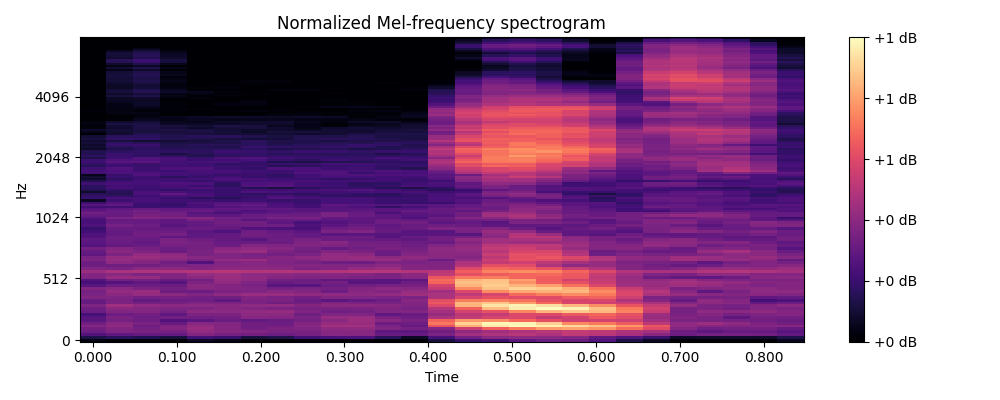 Normalized Mel-frequency spectrogram
Hz
4096
2048
1024
512
0
0.000 0.100 0.200 0.300 0.400 0.500 0.600 0.700 0.800
Time
+1 dB
+1 dB
+1 dB
+0 dB
+0 dB
+0 dB